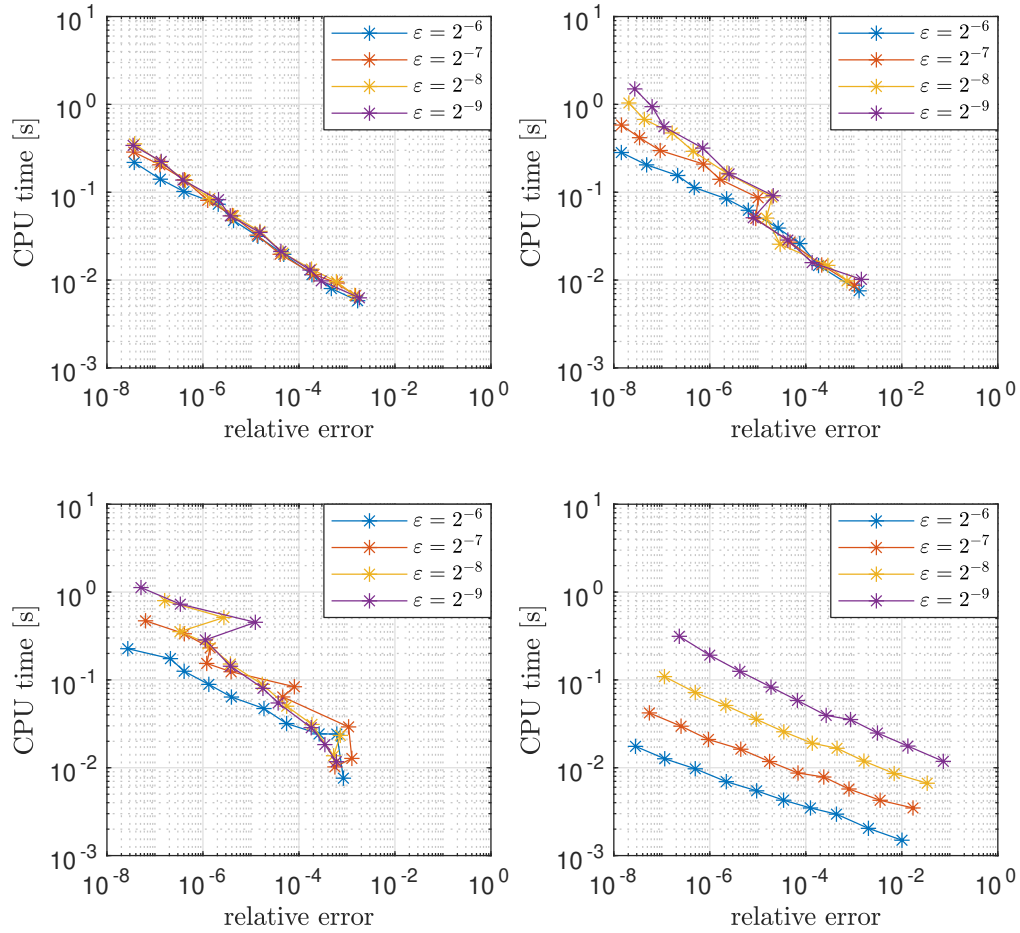 CPU time [s]
10^1
10^0
10^-1
10^-2
10^-3
ε = 2^-6
ε = 2^-7
ε = 2^-8
ε = 2^-9
10^-8 10^-6 10^-4 10^-2 10^0
relative error
CPU time [s]
10^1
10^0
10^-1
10^-2
10^-3
ε = 2^-6
ε = 2^-7
ε = 2^-8
ε = 2^-9
10^-8 10^-6 10^-4 10^-2 10^0
relative error
CPU time [s]
10^1
10^0
10^-1
10^-2
10^-3
ε = 2^-6
ε = 2^-7
ε = 2^-8
ε = 2^-9
10^-8 10^-6 10^-4 10^-2 10^0
relative error
CPU time [s]
10^1
10^0
10^-1
10^-2
10^-3
ε = 2^-6
ε = 2^-7
ε = 2^-8
ε = 2^-9
10^-8 10^-6 10^-4 10^-2 10^0
relative error